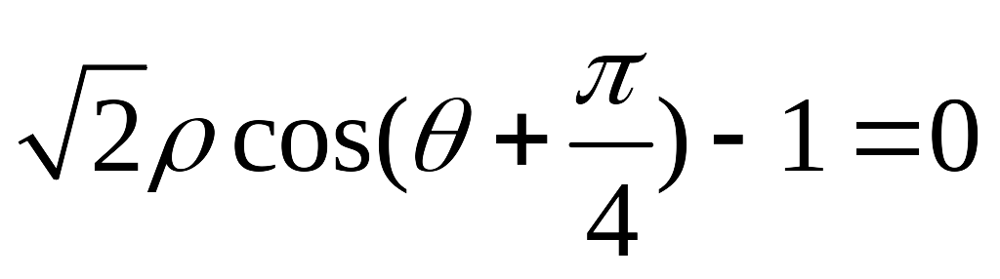 √2ρcos(θ + π/4) - 1 = 0